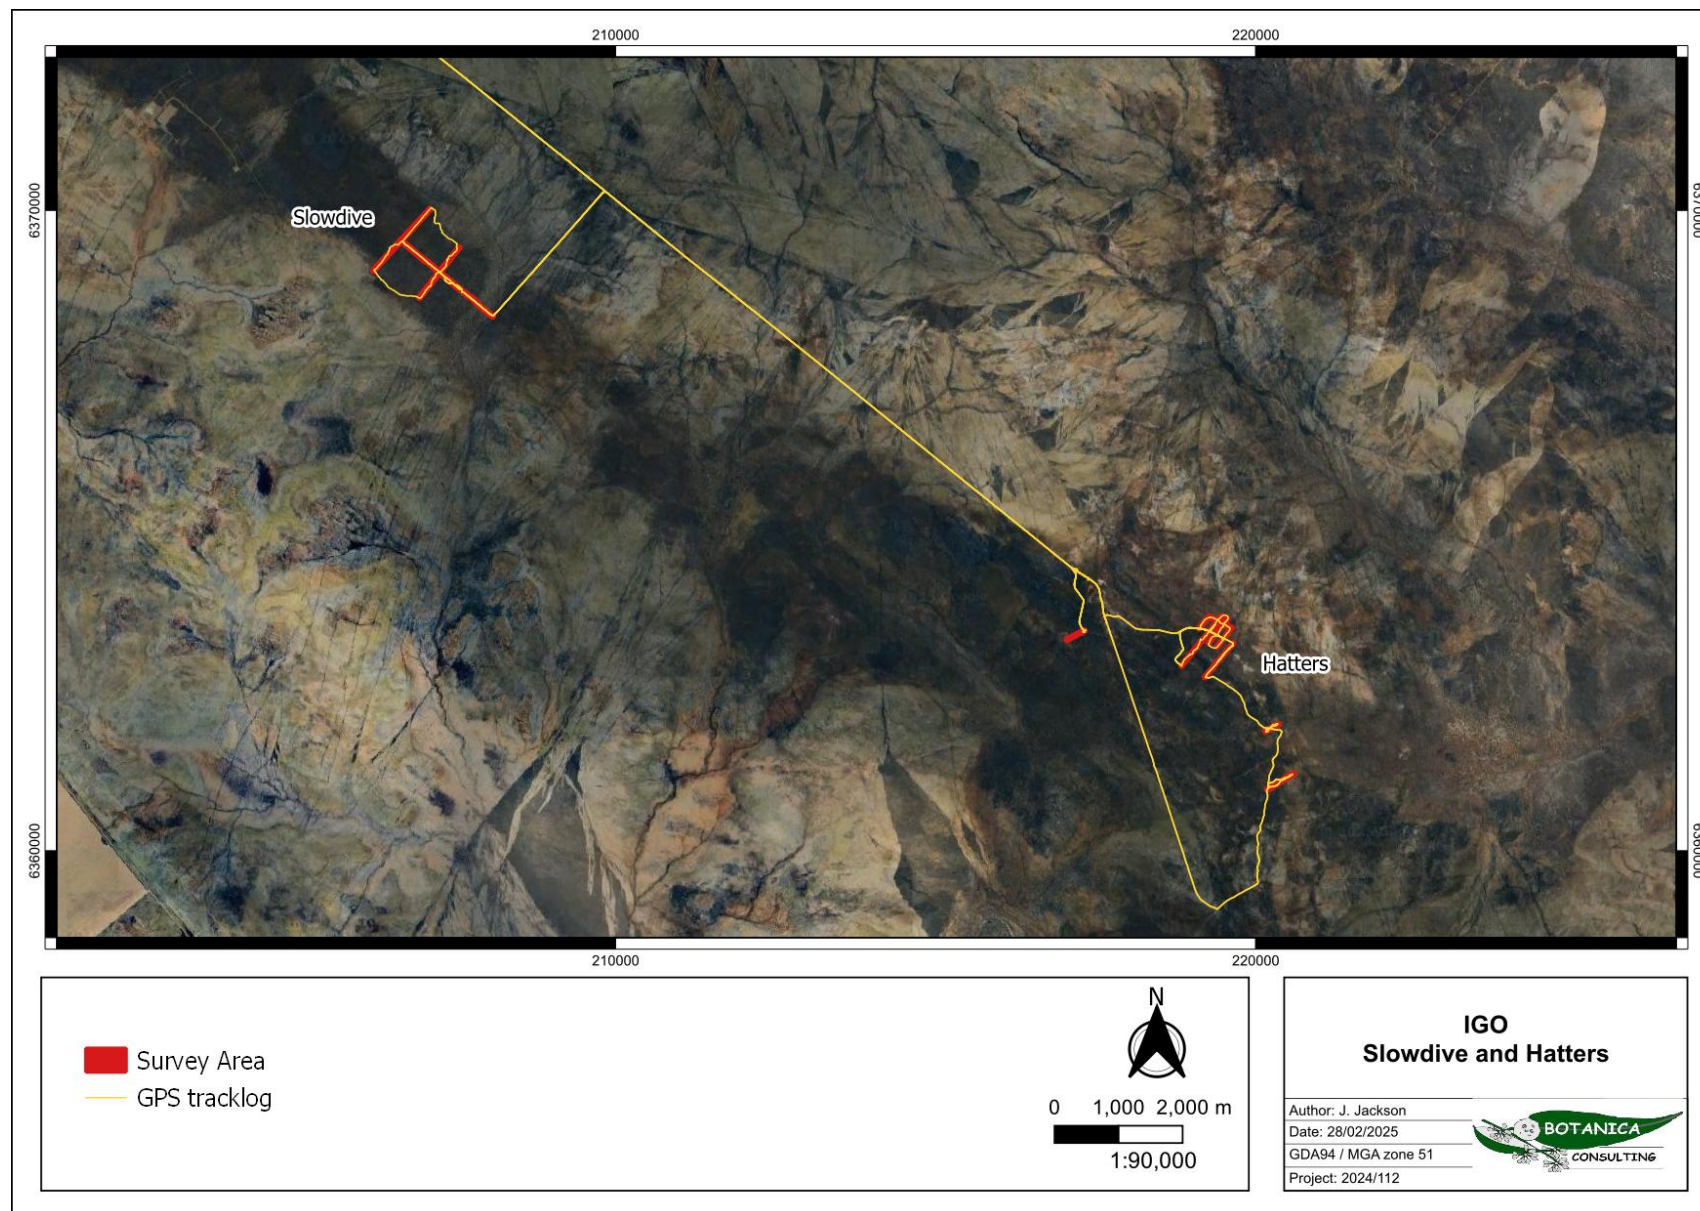 210000
220000
6370000
6370000
Slowdive
Hatters
6360000
6360000
210000
220000
Survey Area
GPS tracklog
N
0 1,000 2,000 m
1:90,000
IGO
Slowdive and Hatters
Author: J. Jackson
Date: 28/02/2025
GDA94 / MGA zone 51
Project: 2024/112
BOTANICA
CONSULTING